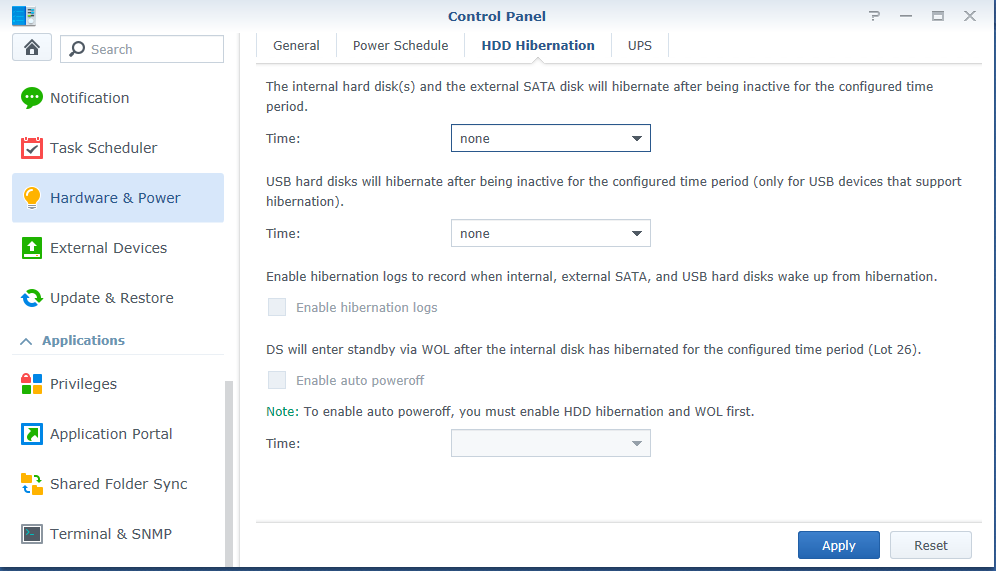 Control Panel
Search
Notification
Task Scheduler
Hardware & Power
External Devices
Update & Restore
Applications
Privileges
Application Portal
Shared Folder Sync
Terminal & SNMP
General
Power Schedule
HDD Hibernation
UPS
The internal hard disk(s) and the external SATA disk will hibernate after being inactive for the configured time
period.
Time:
none
USB hard disks will hibernate after being inactive for the configured time period (only for USB devices that support
hibernation).
Time:
none
Enable hibernation logs to record when internal, external SATA, and USB hard disks wake up from hibernation.
Enable hibernation logs
DS will enter standby via WOL after the internal disk has hibernated for the configured time period (Lot 26).
Enable auto poweroff
Note: To enable auto poweroff, you must enable HDD hibernation and WOL first.
Time:
Apply
Reset